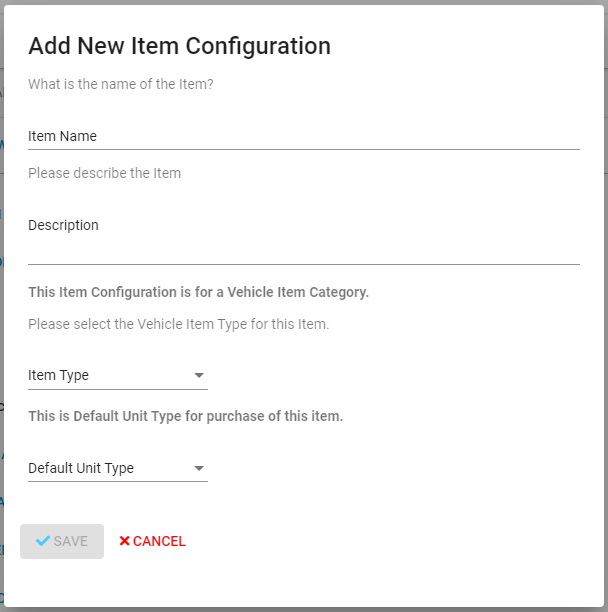 Add New Item Configuration
What is the name of the Item?
Item Name
Please describe the Item
Description
This Item Configuration is for a Vehicle Item Category.
Please select the Vehicle Item Type for this Item.
Item Type
This is Default Unit Type for purchase of this item.
Default Unit Type
SAVE CANCEL